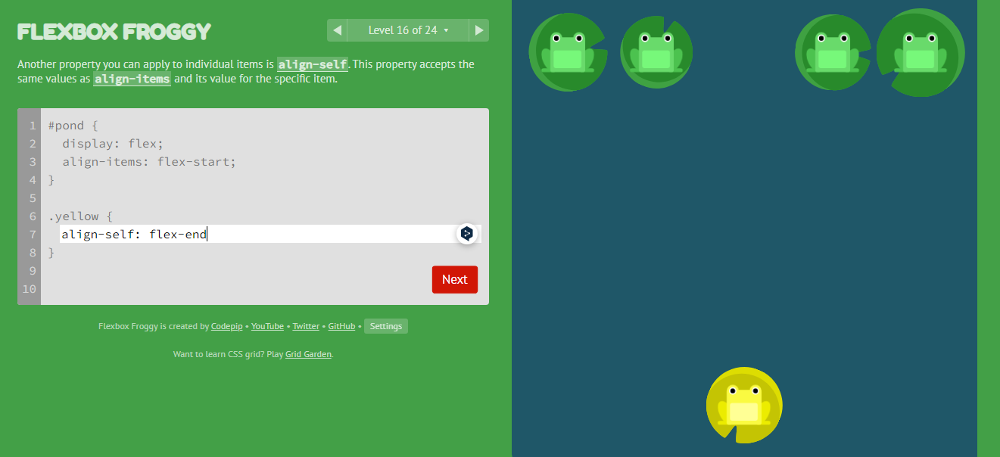 FLEXBOX FROGGY
Level 16 of 24
Another property you can apply to individual items is align-self. This property accepts the
same values as align-items and its value for the specific item.
1 #pond {
2 display: flex;
3 align-items: flex-start;
4 }
5
6 .yellow {
7 align-self: flex-end
8 }
9
10
Next
Flexbox Froggy is created by Codepip • YouTube • Twitter • GitHub • Settings
Want to learn CSS grid? Play Grid Garden.